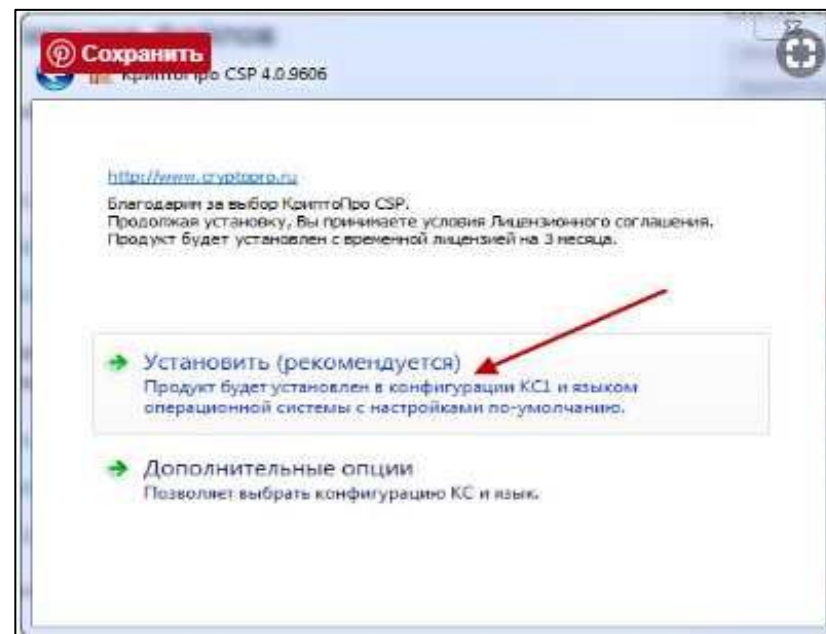 Сохранить
КриптоПро CSP 4.0.9606
http://www.cryptopro.ru
Благодарим за выбор КриптоПро CSP.
Продолжая установку, Вы принимаете условия Лицензионного соглашения.
Продукт будет установлен с временной лицензией на 3 месяца.
Установить (рекомендуется)
Продукт будет установлен в конфигурации КС1 и языком
операционной системы с настройками по-умолчанию.
Дополнительные опции
Позволяет выбрать конфигурацию КС и язык.